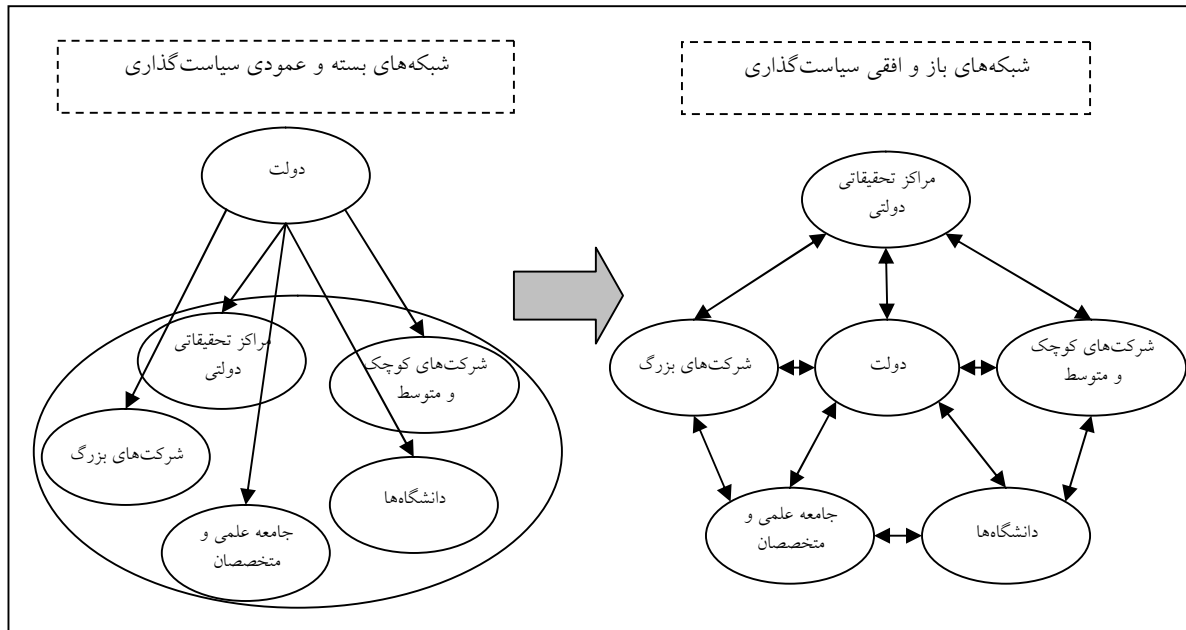 شبکه‌های باز و افقی سیاست‌گذاری
شبکه‌های بسته و عمودی سیاست‌گذاری
مراکز تحقیقاتی
دولتی
شرکت‌های بزرگ
دولت
شرکت‌های کوچک
و متوسط
جامعه علمی و
متخصصان
دانشگاه‌ها
دولت
مراکز تحقیقاتی
دولتی
شرکت‌های کوچک
و متوسط
شرکت‌های بزرگ
دانشگاه‌ها
جامعه علمی و
متخصصان